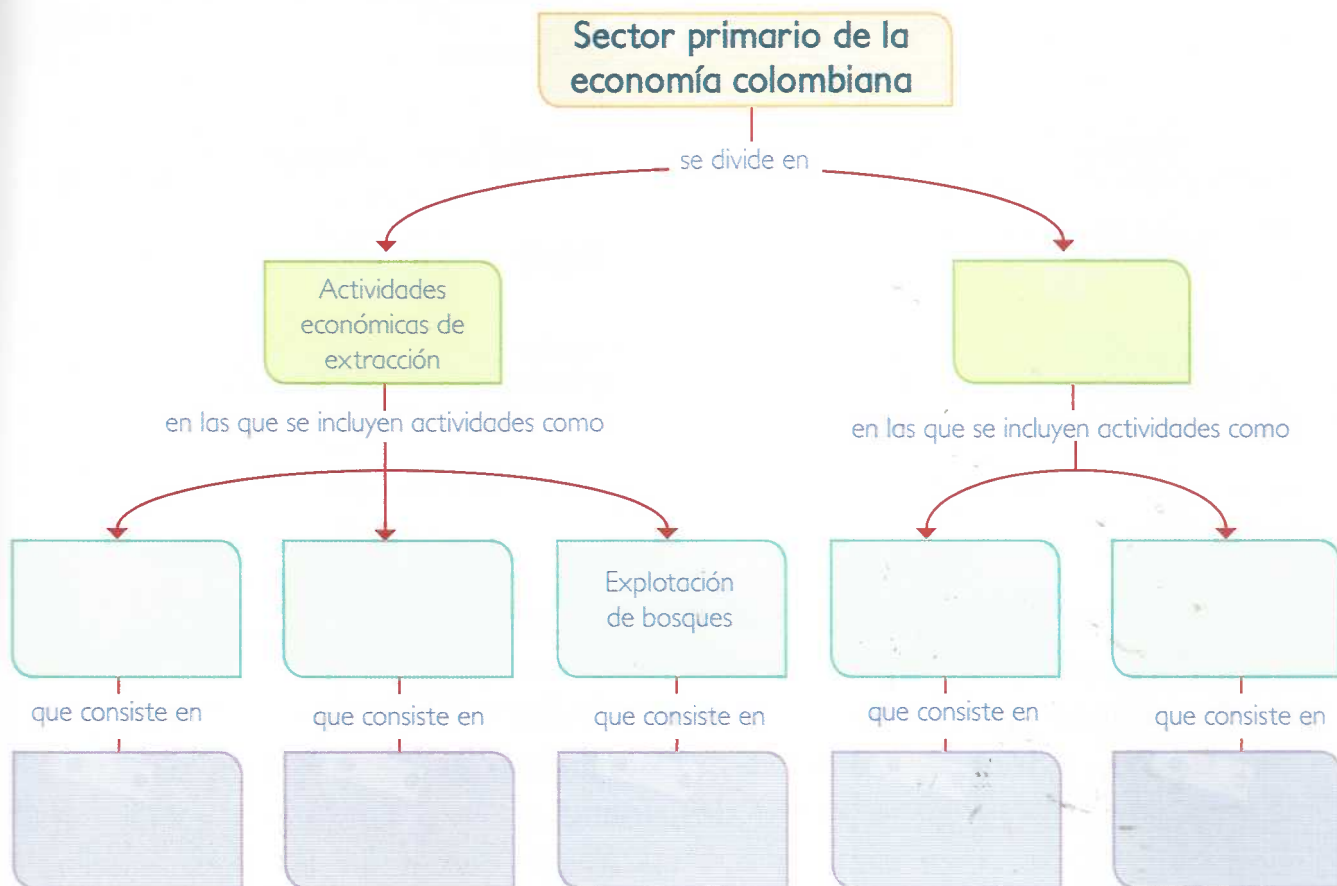 Sector primario de la
economía colombiana
se divide en
Actividades
económicas de
extracción
en las que se incluyen actividades como
en las que se incluyen actividades como
Explotación
de bosques
que consiste en
que consiste en
que consiste en
que consiste en
que consiste en